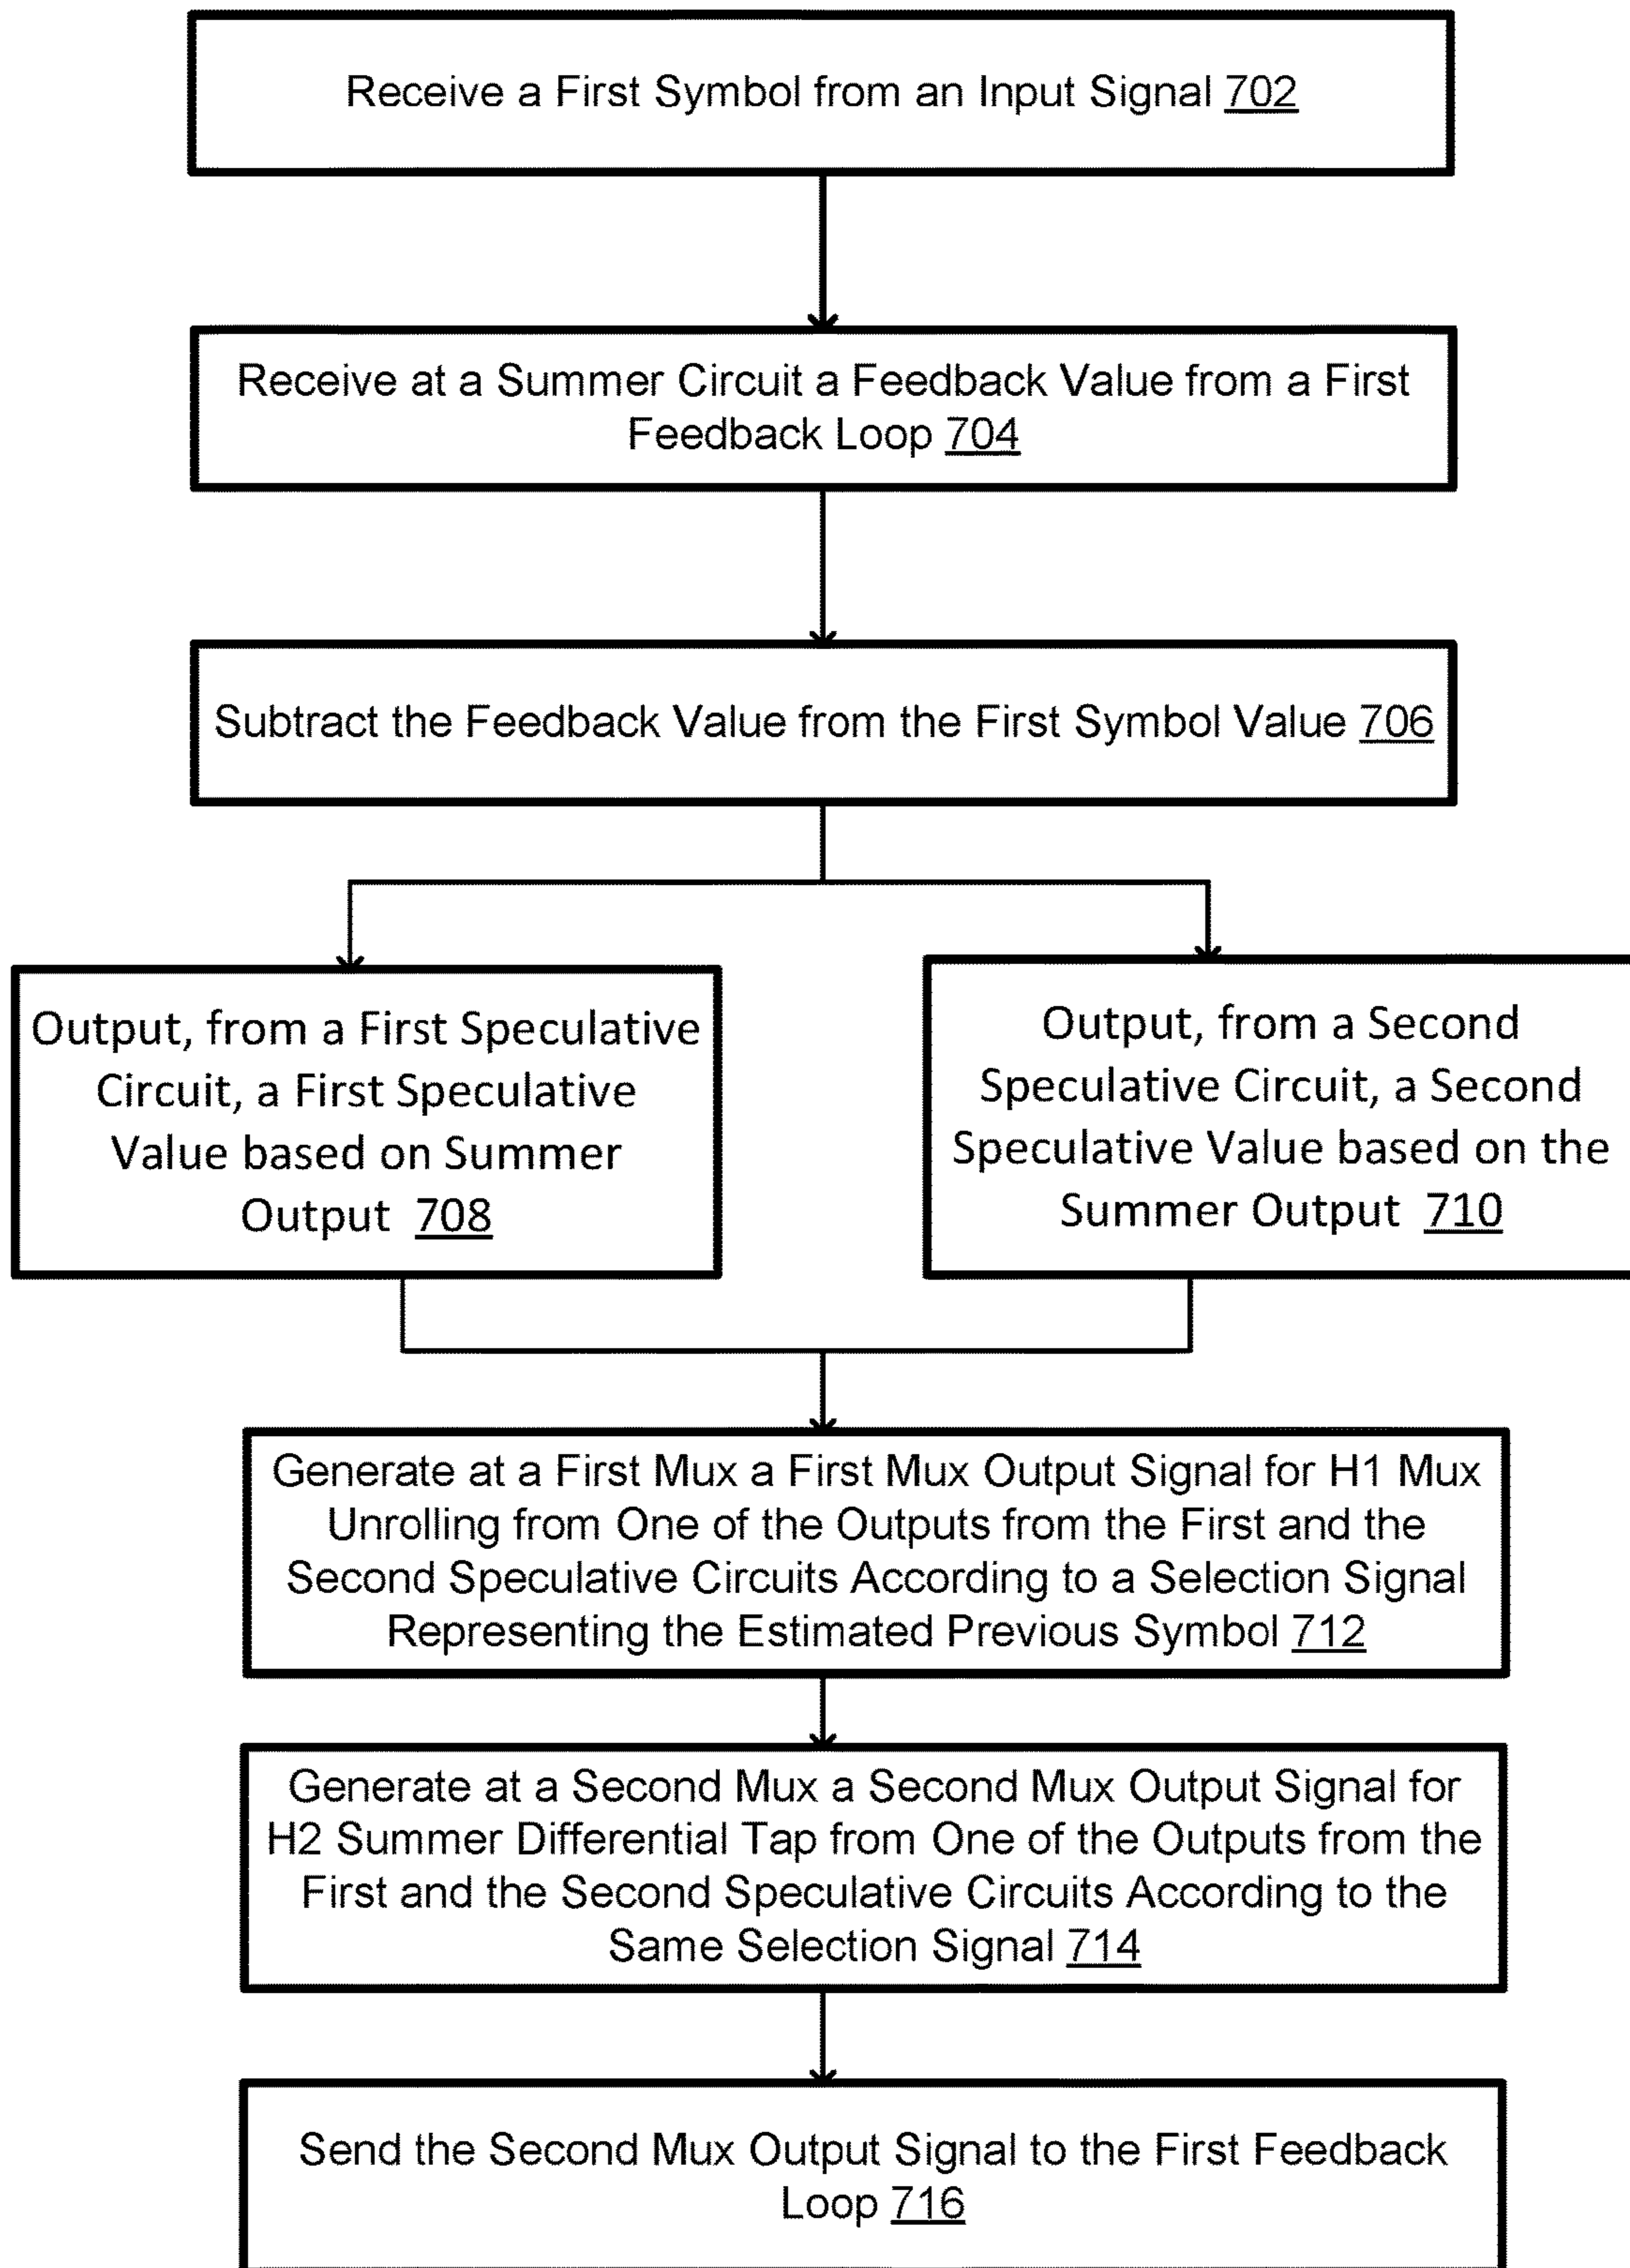 Receive a First Symbol from an Input Signal 702
Receive at a Summer Circuit a Feedback Value from a First
Feedback Loop 704
Subtract the Feedback Value from the First Symbol Value 706
Output, from a First Speculative
Circuit, a First Speculative
Value based on Summer
Output 708
Output, from a Second
Speculative Circuit, a Second
Speculative Value based on the
Summer Output 710
Generate at a First Mux a First Mux Output Signal for H1 Mux
Unrolling from One of the Outputs from the First and the
Second Speculative Circuits According to a Selection Signal
Representing the Estimated Previous Symbol 712
Generate at a Second Mux a Second Mux Output Signal for
H2 Summer Differential Tap from One of the Outputs from the
First and the Second Speculative Circuits According to the
Same Selection Signal 714
Send the Second Mux Output Signal to the First Feedback
Loop 716